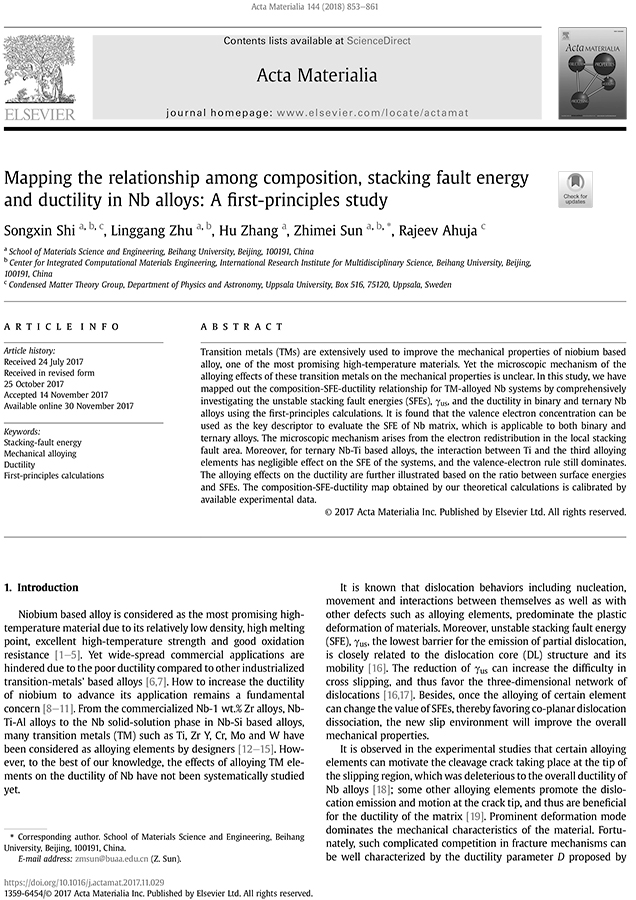 Acta Materialia 144 (2018) 853–861
Contents lists available at ScienceDirect
Acta Materialia
journal homepage: www.elsevier.com/locate/actamat
ELSEVIER
Acta MATERIALIA
Mapping the relationship among composition, stacking fault energy
and ductility in Nb alloys: A first-principles study
Check for
updates
Songxin Shi a, b, c, Linggang Zhu a, b, Hu Zhang a, Zhimei Sun a, b, *, Rajeev Ahuja c
a School of Materials Science and Engineering, Beihang University, Beijing, 100191, China
b Center for Integrated Computational Materials Engineering, International Research Institute for Multidisciplinary Science, Beihang University, Beijing,
100191, China
c Condensed Matter Theory Group, Department of Physics and Astronomy, Uppsala University, Box 516, 75120, Uppsala, Sweden
ARTICLE INFO
Article history:
Received 24 July 2017
Received in revised form
25 October 2017
Accepted 14 November 2017
Available online 30 November 2017
Keywords:
Stacking-fault energy
Mechanical alloying
Ductility
First-principles calculations
ABSTRACT
Transition metals (TMs) are extensively used to improve the mechanical properties of niobium based
alloy, one of the most promising high-temperature materials. Yet the microscopic mechanism of the
alloying effects of these transition metals on the mechanical properties is unclear. In this study, we have
mapped out the composition-SFE-ductility relationship for TM-alloyed Nb systems by comprehensively
investigating the unstable stacking fault energies (SFEs), γus, and the ductility in binary and ternary Nb
alloys using the first-principles calculations. It is found that the valence electron concentration can be
used as the key descriptor to evaluate the SFE of Nb matrix, which is applicable to both binary and
ternary alloys. The microscopic mechanism arises from the electron redistribution in the local stacking
fault area. Moreover, for ternary Nb-Ti based alloys, the interaction between Ti and the third alloying
elements has negligible effect on the SFE of the systems, and the valence-electron rule still dominates.
The alloying effects on the ductility are further illustrated based on the ratio between surface energies
and SFEs. The composition-SFE-ductility map obtained by our theoretical calculations is calibrated by
available experimental data.
© 2017 Acta Materialia Inc. Published by Elsevier Ltd. All rights reserved.
1. Introduction
Niobium based alloy is considered as the most promising high-
temperature material due to its relatively low density, high melting
point, excellent high-temperature strength and good oxidation
resistance [1–5]. Yet wide-spread commercial applications are
hindered due to the poor ductility compared to other industrialized
transition-metals' based alloys [6,7]. How to increase the ductility
of niobium to advance its application remains a fundamental
concern [8–11]. From the commercialized Nb-1 wt.% Zr alloys, Nb-
Ti-Al alloys to the Nb solid-solution phase in Nb-Si based alloys,
many transition metals (TM) such as Ti, Zr Y, Cr, Mo and W have
been considered as alloying elements by designers [12–15]. How-
ever, to the best of our knowledge, the effects of alloying TM ele-
ments on the ductility of Nb have not been systematically studied
yet.
* Corresponding author. School of Materials Science and Engineering, Beihang
University, Beijing, 100191, China.
E-mail address: zmsun@buaa.edu.cn (Z. Sun).
It is known that dislocation behaviors including nucleation,
movement and interactions between themselves as well as with
other defects such as alloying elements, predominate the plastic
deformation of materials. Moreover, unstable stacking fault energy
(SFE), γus, the lowest barrier for the emission of partial dislocation,
is closely related to the dislocation core (DL) structure and its
mobility [16]. The reduction of γus can increase the difficulty in
cross slipping, and thus favor the three-dimensional network of
dislocations [16,17]. Besides, once the alloying of certain element
can change the value of SFEs, thereby favoring co-planar dislocation
dissociation, the new slip environment will improve the overall
mechanical properties.
It is observed in the experimental studies that certain alloying
elements can motivate the cleavage crack taking place at the tip of
the slipping region, which was deleterious to the overall ductility of
Nb alloys [18]; some other alloying elements promote the dislo-
cation emission and motion at the crack tip, and thus are beneficial
for the ductility of the matrix [19]. Prominent deformation mode
dominates the mechanical characteristics of the material. Fortu-
nately, such complicated competition in fracture mechanisms can
be well characterized by the ductility parameter D proposed by
https://doi.org/10.1016/j.actamat.2017.11.029
1359-6454/© 2017 Acta Materialia Inc. Published by Elsevier Ltd. All rights reserved.